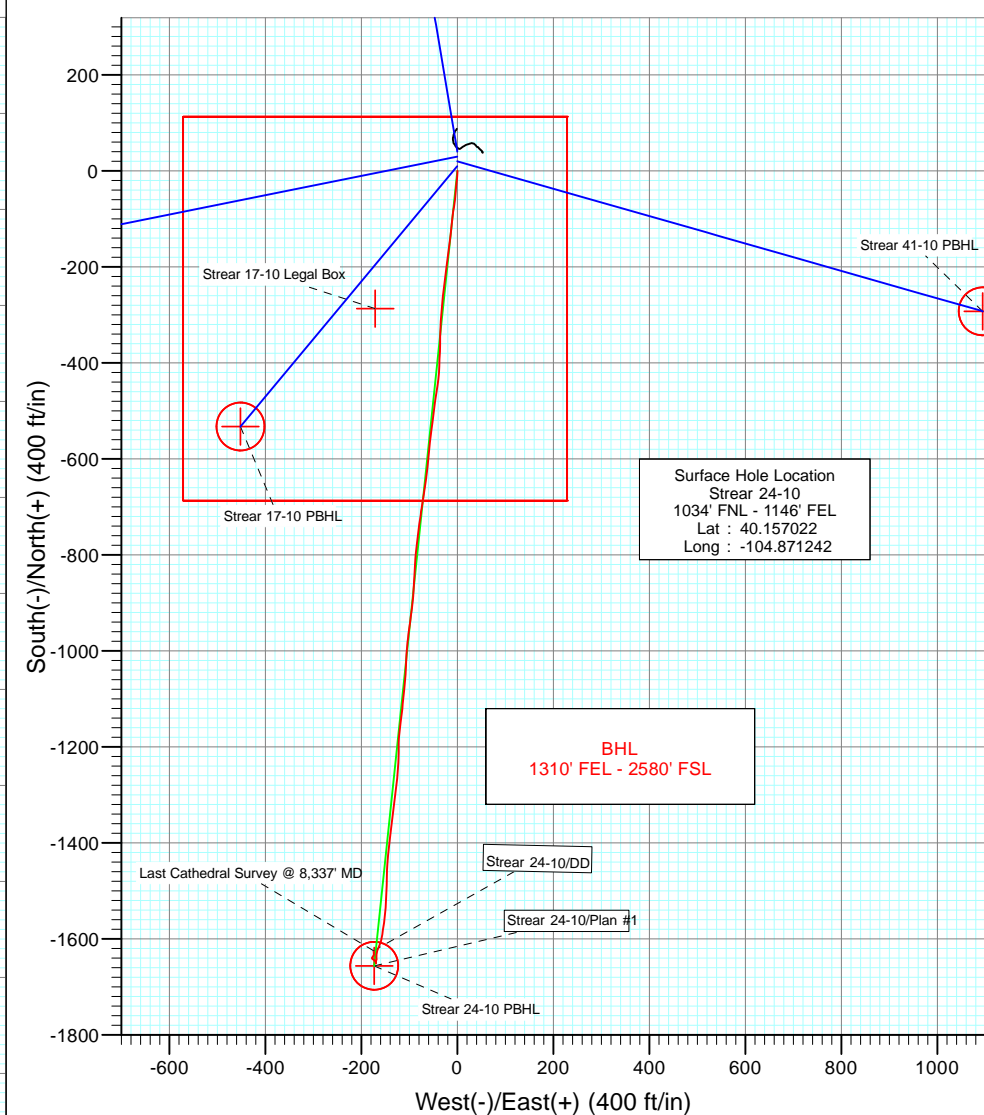 200
0
-200
-400
-600
-800
-1000
-1200
-1400
-1600
-1800
South(-)/North(+) (400 ft/in)
Strear 41-10 PBHL
Strear 17-10 Legal Box
Strear 17-10 PBHL
Surface Hole Location
Strear 24-10
1034' FNL - 1146' FEL
Lat : 40.157022
Long : -104.871242
BHL
1310' FEL - 2580' FSL
Last Cathedral Survey @ 8,337' MD
Strear 24-10/DD
Strear 24-10/Plan #1
Strear 24-10 PBHL
-600
-400
-200
0
200
400
600
800
1000
West(-)/East(+) (400 ft/in)